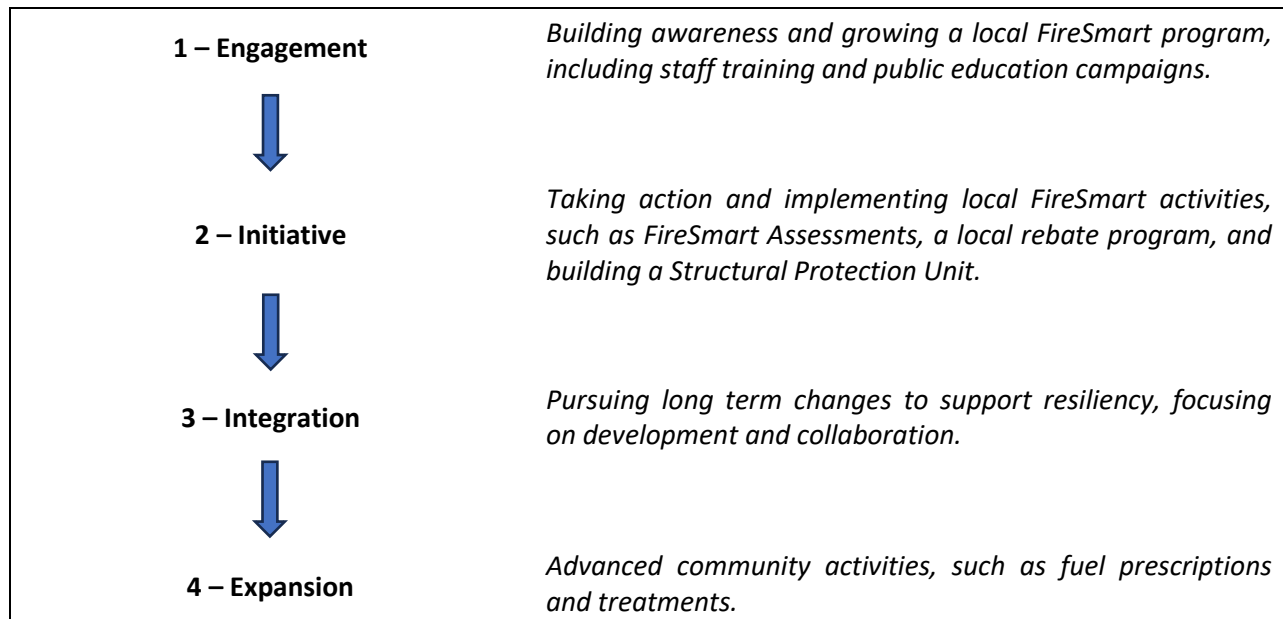 1 – Engagement
Building awareness and growing a local FireSmart program,
including staff training and public education campaigns.
2 – Initiative
Taking action and implementing local FireSmart activities,
such as FireSmart Assessments, a local rebate program, and
building a Structural Protection Unit.
3 – Integration
Pursuing long term changes to support resiliency, focusing
on development and collaboration.
4 – Expansion
Advanced community activities, such as fuel prescriptions
and treatments.